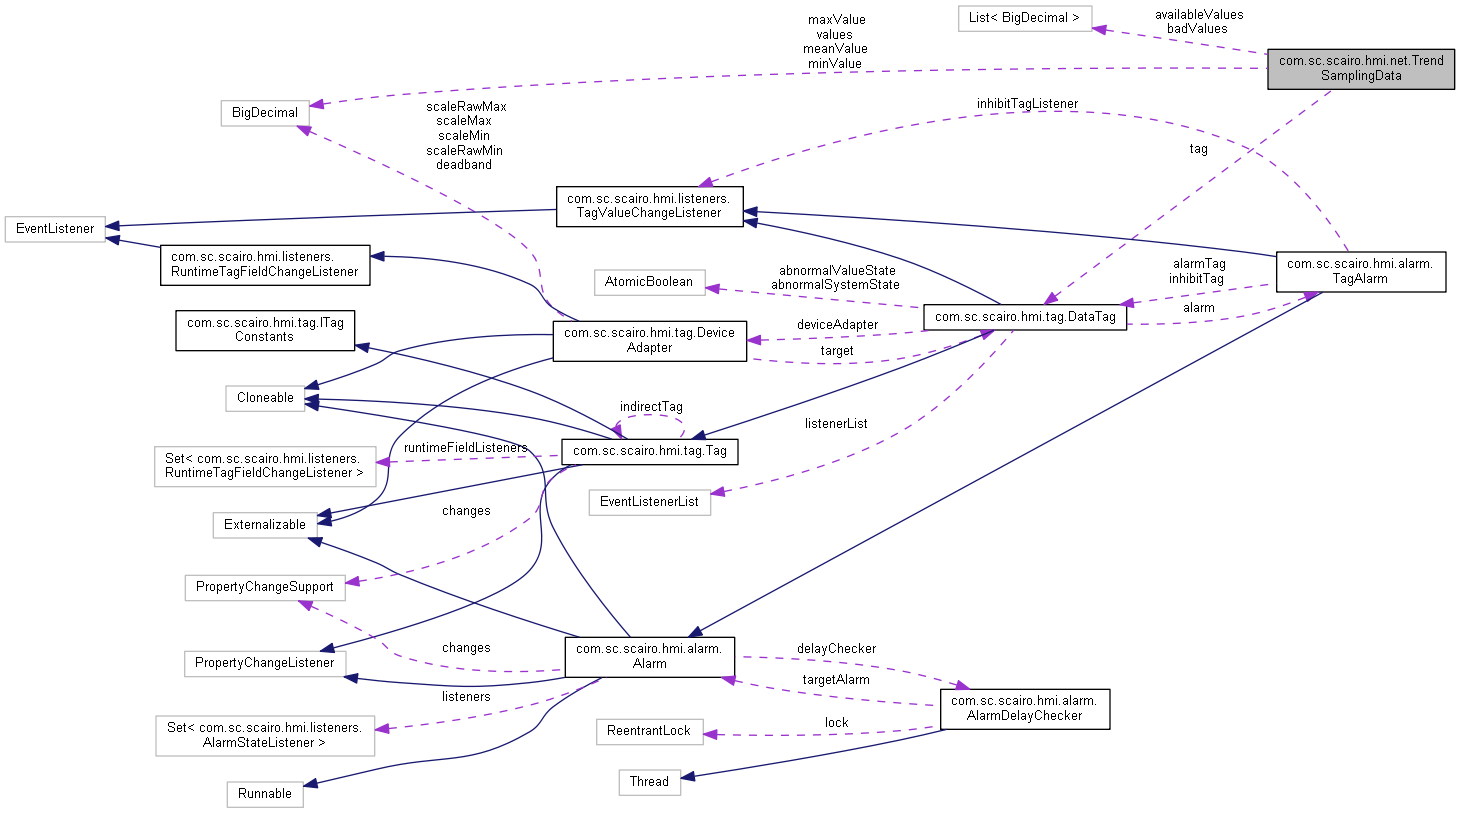 maxValue
values
meanValue
minValue
List< BigDecimal >
availableValues
badValues
com.sc.scairo.hmi.net.Trend
SamplingData
BigDecimal
scaleRawMax
scaleMax
scaleMin
scaleRawMin
deadband
inhibitTagListener
tag
EventListener
com.sc.scairo.hmi.listeners.
TagValueChangeListener
com.sc.scairo.hmi.listeners.
RuntimeTagFieldChangeListener
AtomicBoolean
abnormalValueState
abnormalSystemState
alarmTag
inhibitTag
com.sc.scairo.hmi.alarm.
TagAlarm
com.sc.scairo.hmi.tag.ITag
Constants
com.sc.scairo.hmi.tag.Device
Adapter
deviceAdapter
target
com.sc.scairo.hmi.tag.DataTag
alarm
Cloneable
indirectTag
listenerList
Set< com.sc.scairo.hmi.listeners.
RuntimeTagFieldChangeListener >
runtimeFieldListeners
com.sc.scairo.hmi.tag.Tag
EventListenerList
Externalizable
changes
PropertyChangeSupport
PropertyChangeListener
changes
com.sc.scairo.hmi.alarm.
Alarm
delayChecker
targetAlarm
listeners
com.sc.scairo.hmi.alarm.
AlarmDelayChecker
Set< com.sc.scairo.hmi.listeners.
AlarmStateListener >
ReentrantLock
lock
Thread
Runnable